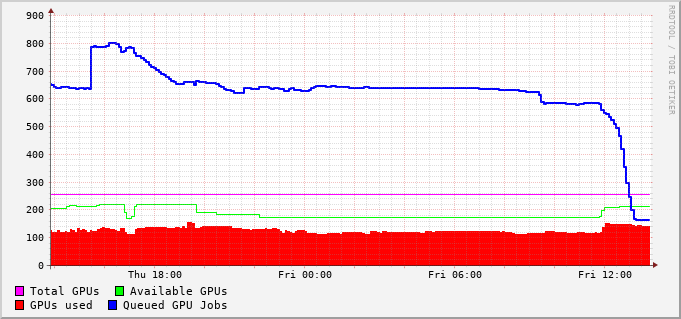 900
800
700
600
500
400
300
200
100
0
Thu 18:00 Fri 00:00 Fri 06:00 Fri 12:00
Total GPUs Available GPUs
GPUs used Queued GPU Jobs
RRDTOOL / TOBI OETIKER